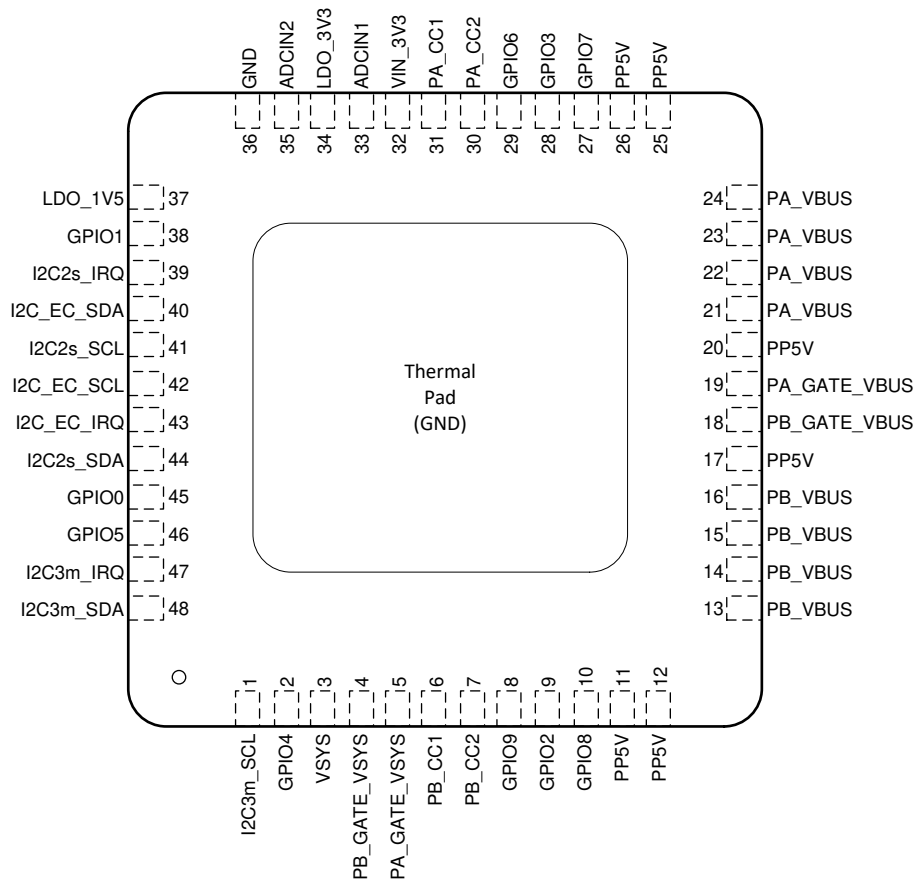 GND
ADCIN2
LDO_3V3
ADCIN1
VIN_3V3
PA_CC1
PA_CC2
GPIO6
GPIO3
GPIO7
PP5V
PP5V
36
35
34
33
32
31
30
29
28
27
26
25
LDO_1V5 37
GPIO1 38
I2C2s_IRQ 39
I2C_EC_SDA 40
I2C2s_SCL 41
I2C_EC_SCL 42
I2C_EC_IRQ 43
I2C2s_SDA 44
GPIO0 45
GPIO5 46
I2C3m_IRQ 47
I2C3m_SDA 48
Thermal
Pad
(GND)
24 PA_VBUS
23 PA_VBUS
22 PA_VBUS
21 PA_VBUS
20 PP5V
19 PA_GATE_VBUS
18 PB_GATE_VBUS
17 PP5V
16 PB_VBUS
15 PB_VBUS
14 PB_VBUS
13 PB_VBUS
1
2
3
4
5
6
7
8
9
10
11
12
I2C3m_SCL
GPIO4
VSYS
PB_GATE_VSYS
PA_GATE_VSYS
PB_CC1
PB_CC2
GPIO9
GPIO2
GPIO8
PP5V
PP5V